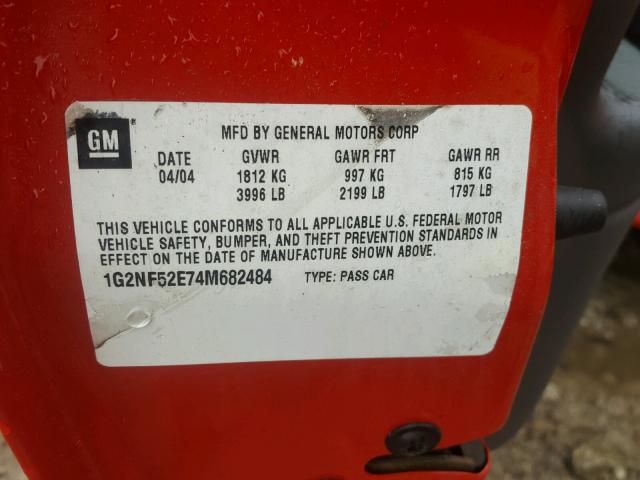 GM
MFD BY GENERAL MOTORS CORP
DATE GVWR GAWR FRT GAWR RR
04/04 1812 KG 997 KG 815 KG
3996 LB 2199 LB 1797 LB
THIS VEHICLE CONFORMS TO ALL APPLICABLE U.S. FEDERAL MOTOR
VEHICLE SAFETY, BUMPER, AND THEFT PREVENTION STANDARDS IN
EFFECT ON THE DATE OF MANUFACTURE SHOWN ABOVE.
1G2NF52E74M682484 TYPE: PASS CAR